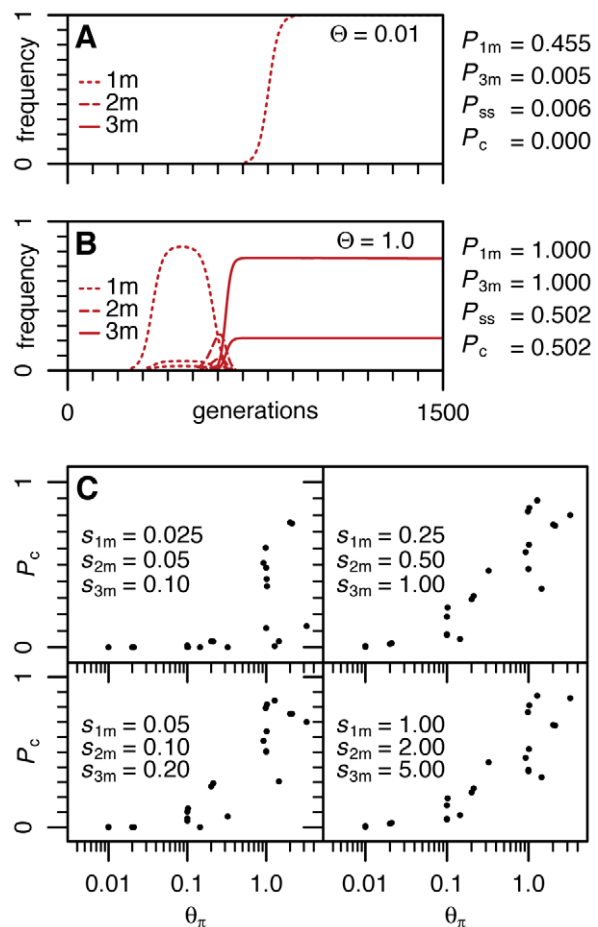 A
Θ = 0.01
1
frequency
0
1m
2m
3m
P1m = 0.455
P3m = 0.005
Pss = 0.006
Pc = 0.000
B
Θ = 1.0
1
frequency
0
1m
2m
3m
P1m = 1.000
P3m = 1.000
Pss = 0.502
Pc = 0.502
0 generations 1500
C
1
Pc
0
s1m = 0.025
s2m = 0.05
s3m = 0.10
s1m = 0.25
s2m = 0.50
s3m = 1.00
1
Pc
0
s1m = 0.05
s2m = 0.10
s3m = 0.20
s1m = 1.00
s2m = 2.00
s3m = 5.00
0.01 0.1 1.0 0.01 0.1 1.0
θπ θπ